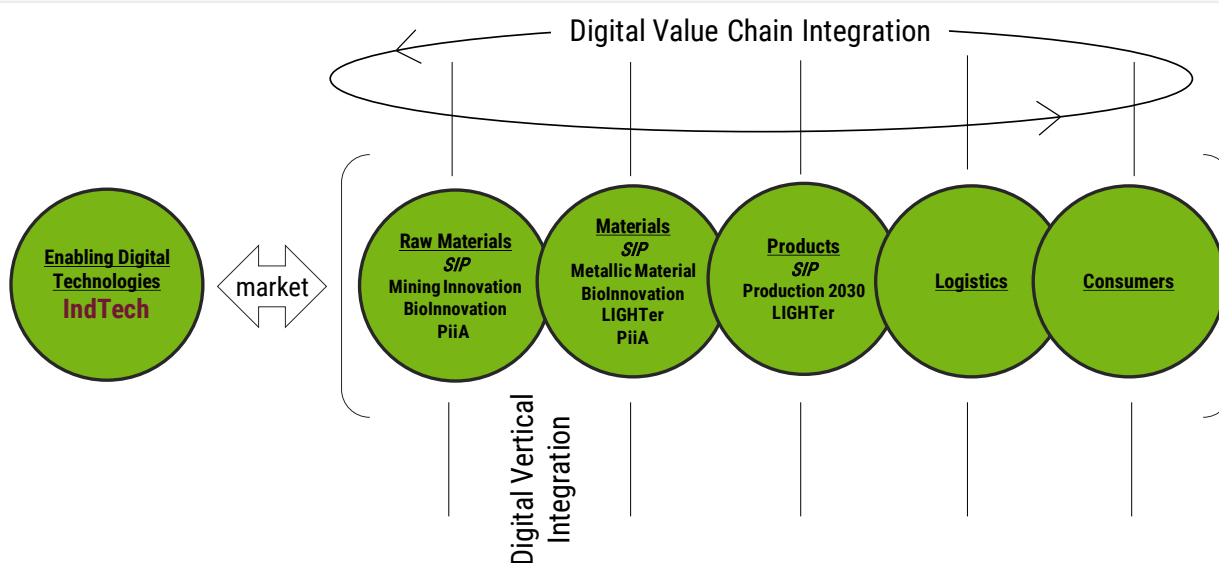 Digital Value Chain Integration
Enabling Digital
Technologies
IndTech
market
Raw Materials
SIP
Mining Innovation
BioInnovation
PiiA
Materials
SIP
Metallic Material
BioInnovation
LIGHTer
PiiA
Products
SIP
Production 2030
LIGHTer
Logistics
Consumers
Digital Vertical
Integration